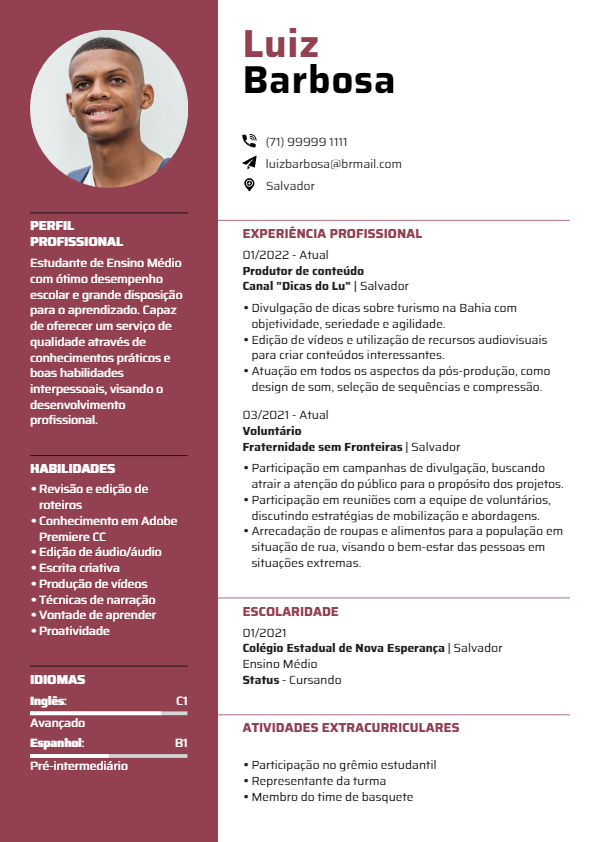 Luiz
Barbosa
(71) 99999 1111
luizbarbosa@brmail.com
Salvador
PERFIL
PROFISSIONAL
Estudante de Ensino Médio
com ótimo desempenho
escolar e grande disposição
para o aprendizado. Capaz
de oferecer um serviço de
qualidade através de
conhecimentos práticos e
boas habilidades
interpessoais, visando o
desenvolvimento
profissional.
HABILIDADES
• Revisão e edição de
roteiros
• Conhecimento em Adobe
Premiere CC
• Edição de áudio/áudio
• Escrita criativa
• Produção de vídeos
• Técnicas de narração
• Vontade de aprender
• Proatividade
IDIOMAS
Inglês: C1
Avançado
Espanhol: B1
Pré-intermediário
EXPERIÊNCIA PROFISSIONAL
01/2022 - Atual
Produtor de conteúdo
Canal "Dicas do Lu" | Salvador
• Divulgação de dicas sobre turismo na Bahia com
objetividade, seriedade e agilidade.
• Edição de vídeos e utilização de recursos audiovisuais
para criar conteúdos interessantes.
• Atuação em todos os aspectos da pós-produção, como
design de som, seleção de sequências e compressão.
03/2021 - Atual
Voluntário
Fraternidade sem Fronteiras | Salvador
• Participação em campanhas de divulgação, buscando
atrair a atenção do público para o propósito dos projetos.
• Participação em reuniões com a equipe de voluntários,
discutindo estratégias de mobilização e abordagens.
• Arrecadação de roupas e alimentos para a população em
situação de rua, visando o bem-estar das pessoas em
situações extremas.
ESCOLARIDADE
01/2021
Colégio Estadual de Nova Esperança | Salvador
Ensino Médio
Status - Cursando
ATIVIDADES EXTRACURRICULARES
• Participação no grêmio estudantil
• Representante da turma
• Membro do time de basquete